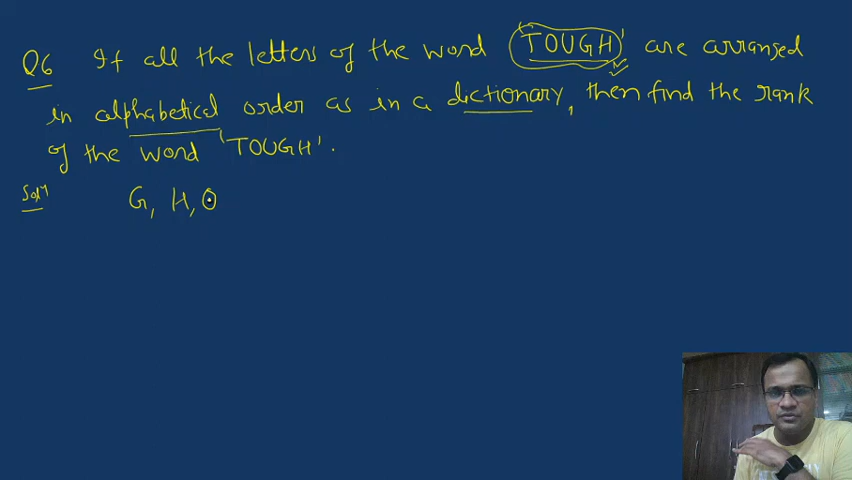 Q6 If all the letters of the word 'TOUGH' are arranged
in alphabetical order as in a dictionary, then find the rank
of the word 'TOUGH'.
Solⁿ G, H, O